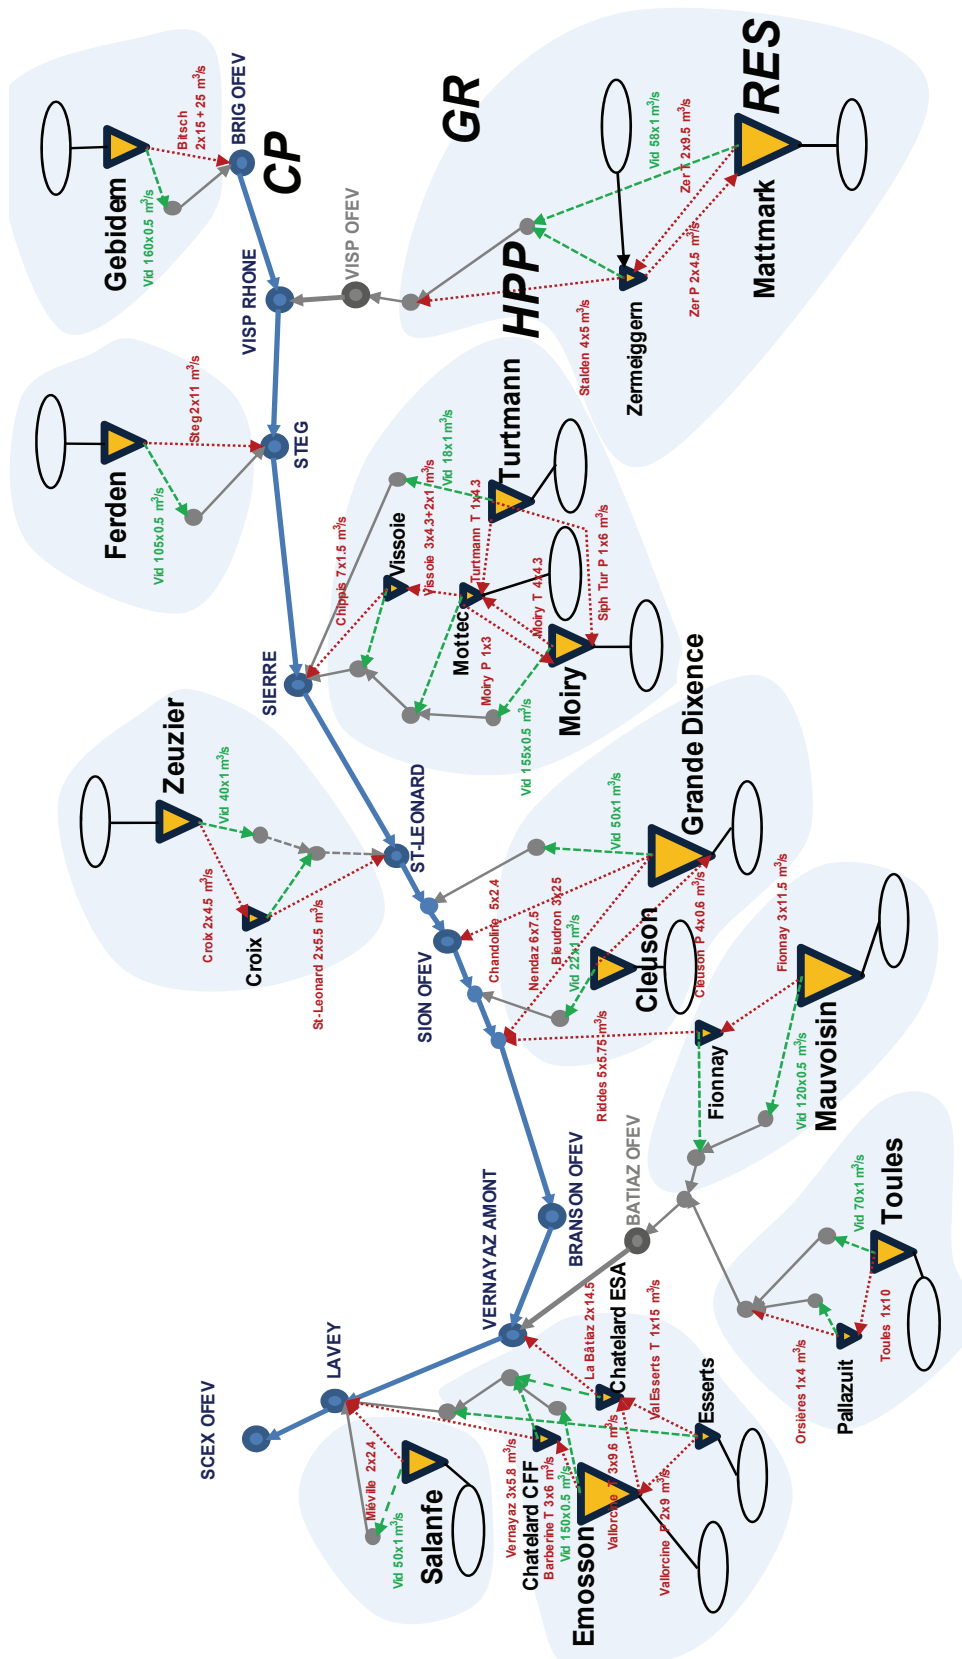 Gebidem
Bitsch
2x15 + 25 m³/s
Vid 160x0.5 m³/s
BRIG OFEV
CP
VISP RHONE
VISP OFEV
GR
HPP
RES
Vid 58x1 m³/s
Zer T 2x9.5 m³/s
Zer P 2x4.5 m³/s
Stalden 4x5 m³/s
Zermeiggern
Mattmark
Ferden
Steg 2x11 m³/s
Vid 105x0.5 m³/s
STEG
Turtmann
Vid 18x1 m³/s
Chippis 7x1.5 m³/s
Vissoie
Vissoie 3x4.3+2x1 m³/s
Turtmann T 1x4.3
Mottec
Moiry P 1x3
Moiry T 4x4.3
Siph Tur P 1x6 m³/s
Moiry
Vid 155x0.5 m³/s
SIERRE
Zeuzier
Vid 40x1 m³/s
Croix 2x4.5 m³/s
Croix
St-Leonard 2x5.5 m³/s
ST-LEONARD
SION OFEV
Grande Dixence
Vid 50x1 m³/s
Chandoline 5x2.4
Nendaz 6x7.5
Bieudron 3x25
Vid 22x1 m³/s
Cleuson
Cleuson P 4x0.6 m³/s
Riddes 5x5.75 m³/s
Fionnay 3x11.5 m³/s
Fionnay
Mauvoisin
Vid 120x0.5 m³/s
BRANSON OFEV
BATIAZ OFEV
Toules
Vid 70x1 m³/s
Toules 1x10
Pallazuit
Orsières 1x4 m³/s
VERNAYAZ AMONT
LAVEY
SCEX OFEV
La Bâtiaz 2x14.5
Chatelard ESA
Val Esserts T 1x15 m³/s
Esserts
Vernayaz 3x5.8 m³/s
Chatelard CFF
Barberine T 3x6 m³/s
Vid 150x0.5 m³/s
Emosson
Vallorcine T 3x9.6 m³/s
Vallorcine P 2x9 m³/s
Miéville 2x2.4
Salanfe
Vid 50x1 m³/s